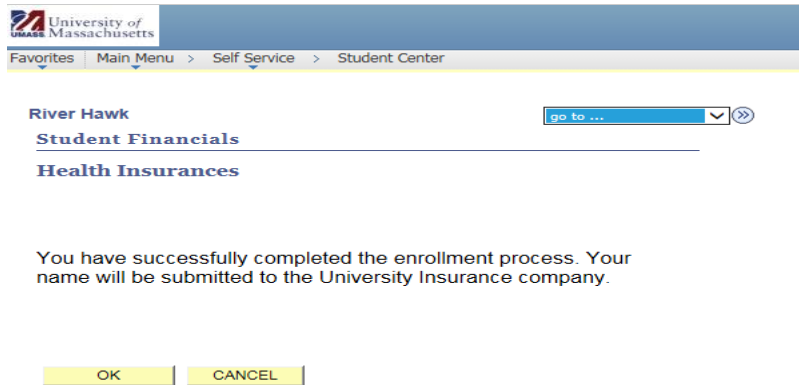 University of
UMASS Massachusetts
Favorites Main Menu > Self Service > Student Center
River Hawk go to ...
Student Financials
Health Insurances
You have successfully completed the enrollment process. Your
name will be submitted to the University Insurance company.
OK CANCEL